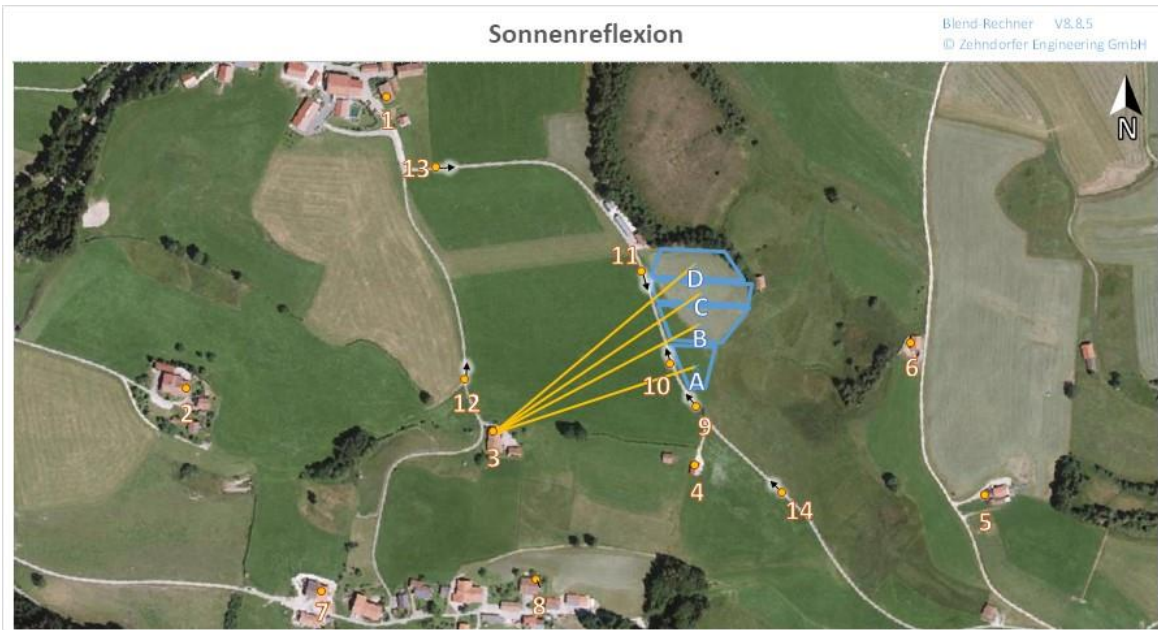 Sonnenreflexion
Blend-Rechner V8.8.5
© Zehndorfer Engineering GmbH
N
1
13
11
D
C
B
A
10
9
12
3
2
6
4
14
5
7
8